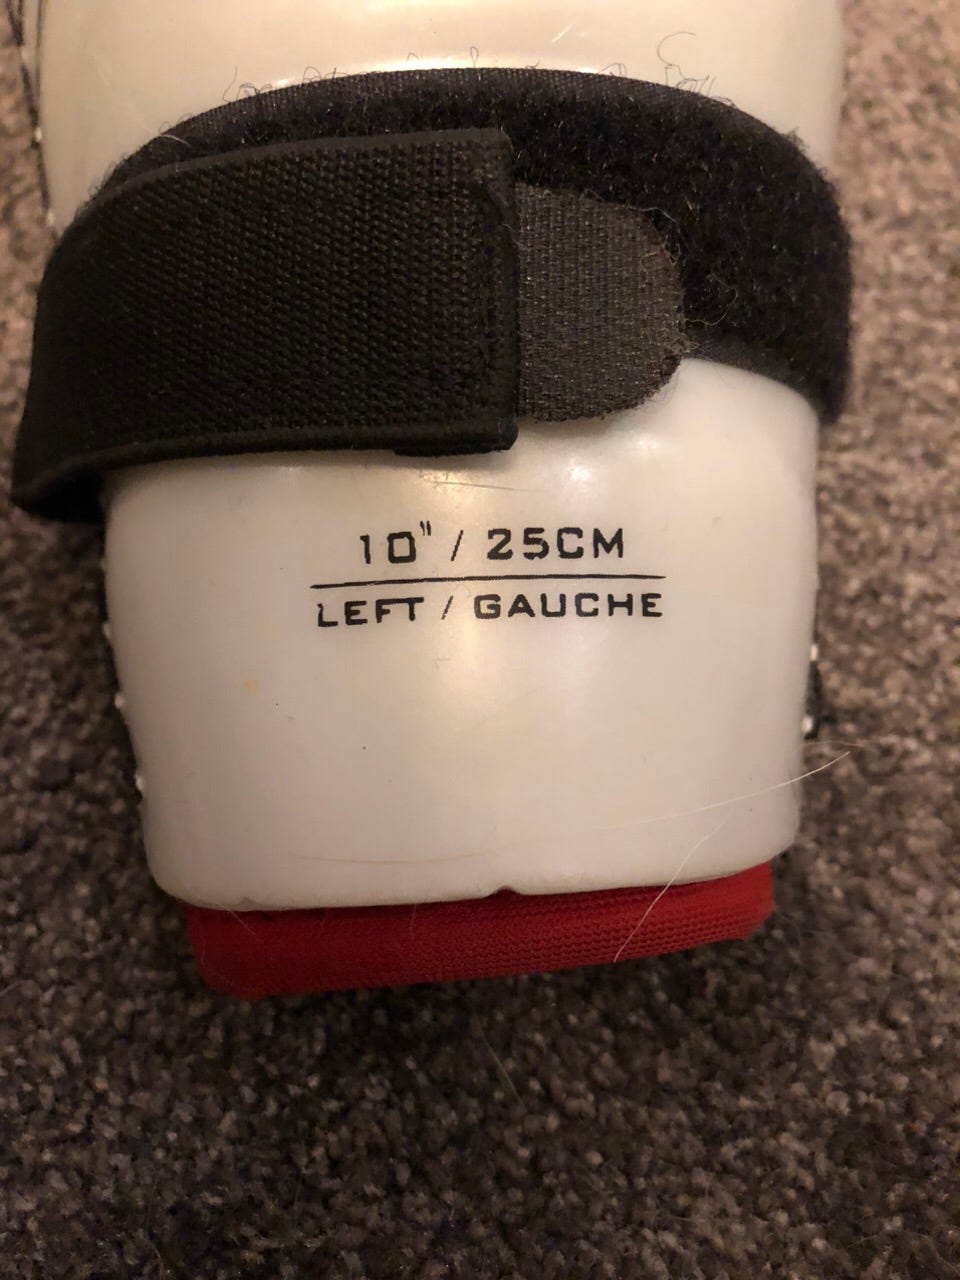 10" / 25CM
LEFT / GAUCHE